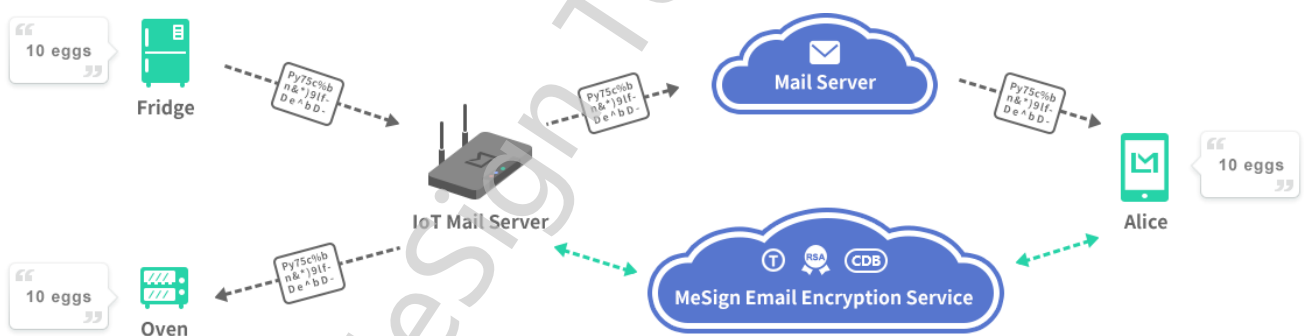 10 eggs
Fridge
Py75c%b
n&*)9lf-
De^bD-
Py75c%b
n&*)9lf-
De^bD-
Mail Server
Py75c%b
n&*)9lf-
De^bD-
10 eggs
Alice
IoT Mail Server
Py75c%b
n&*)9lf-
De^bD-
T
RSA
CDB
MeSign Email Encryption Service
10 eggs
Oven